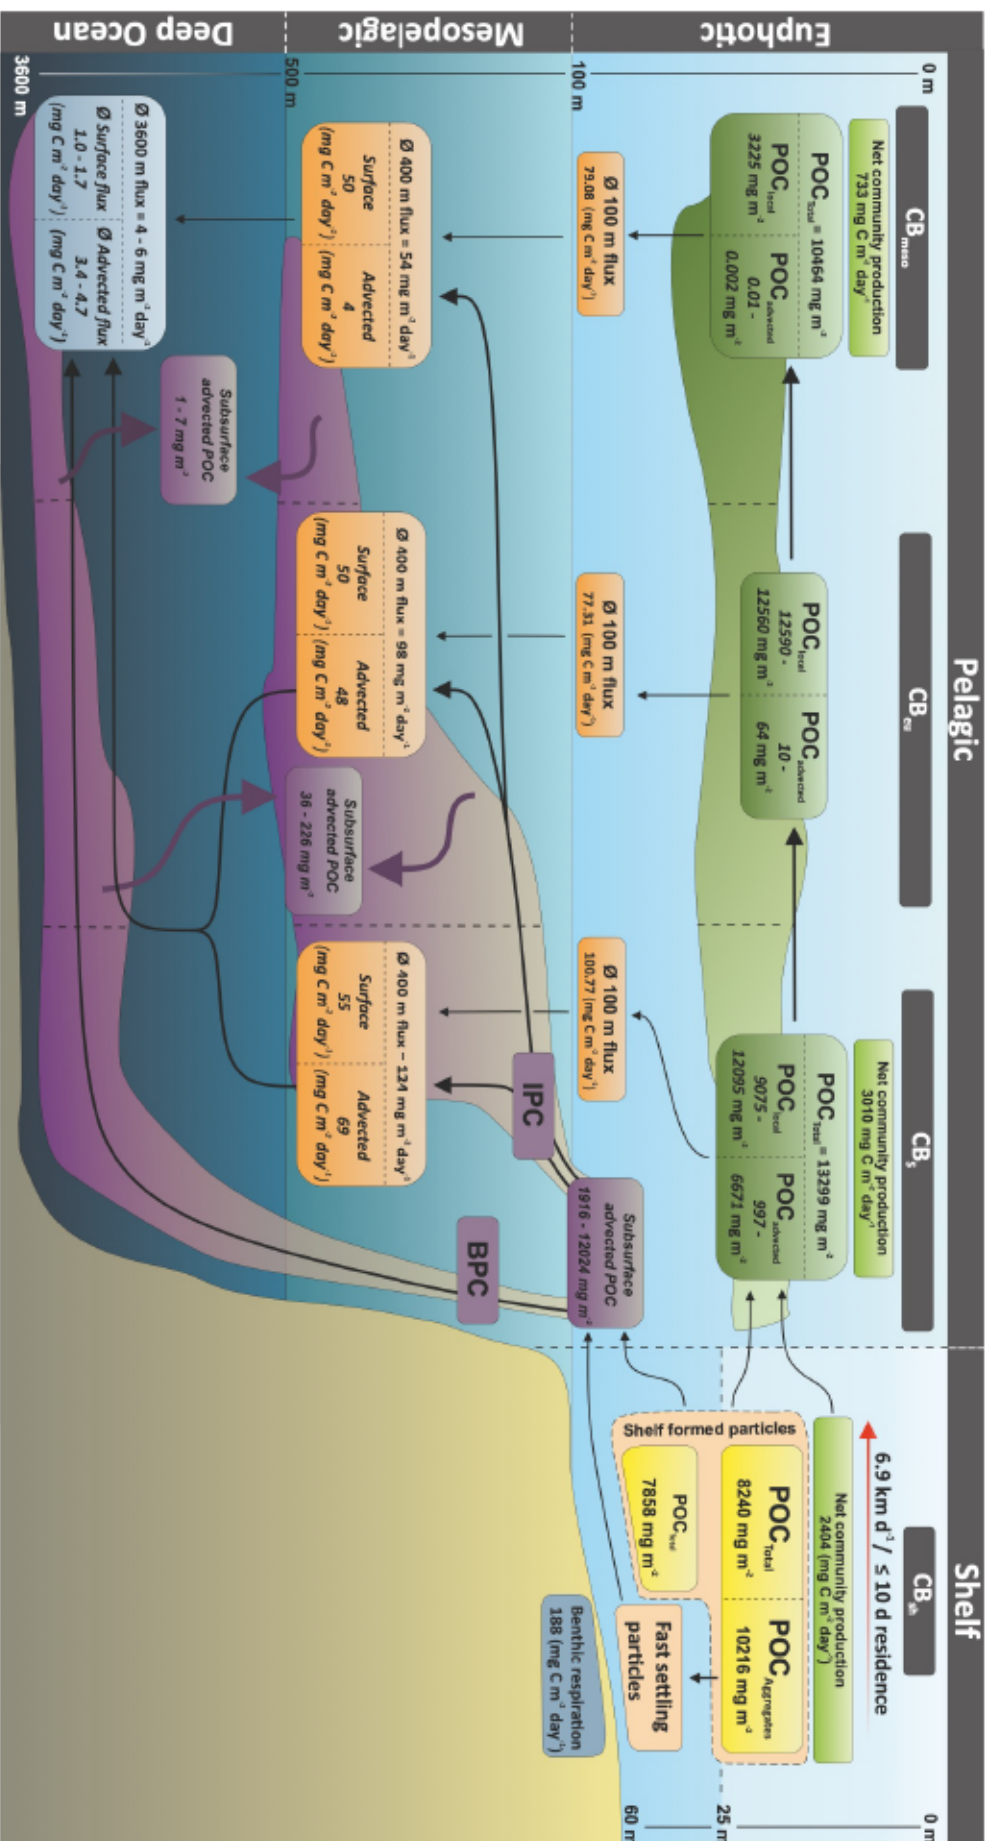 Pelagic
Shelf
CBmeso
CBeu
CBs
CBsh
Euphotic
Mesopelagic
Deep Ocean
0 m
100 m
500 m
3600 m
Net community production
733 mg C m⁻² day⁻¹
POCTotal = 10464 mg m⁻²
POClocal
3225 mg m⁻²
POCadvected
0.01 -
0.002 mg m⁻²
Ø 100 m flux
79.08 (mg C m⁻² day⁻¹)
Ø 400 m flux = 54 mg m⁻² day⁻¹
Surface
50
(mg C m⁻² day⁻¹)
Advected
4
(mg C m⁻² day⁻¹)
Ø 3600 m flux = 4 - 6 mg m⁻² day⁻¹
Ø Surface flux
1.0 - 1.7
(mg C m⁻² day⁻¹)
Ø Advected flux
3.4 - 4.7
(mg C m⁻² day⁻¹)
Subsurface
advected POC
1 - 7 mg m⁻²
POClocal
12590 -
12560 mg m⁻²
POCadvected
10 -
64 mg m⁻²
Ø 100 m flux
77.31 (mg C m⁻² day⁻¹)
Ø 400 m flux = 98 mg m⁻² day⁻¹
Surface
50
(mg C m⁻² day⁻¹)
Advected
48
(mg C m⁻² day⁻¹)
Subsurface
advected POC
36 - 226 mg m⁻²
Net community production
3010 mg C m⁻² day⁻¹
POCTotal = 13299 mg m⁻²
POClocal
9075 -
12095 mg m⁻²
POCadvected
997 -
6671 mg m⁻²
Ø 100 m flux
100.77 (mg C m⁻² day⁻¹)
Ø 400 m flux – 124 mg m⁻² day⁻¹
Surface
55
(mg C m⁻² day⁻¹)
Advected
69
(mg C m⁻² day⁻¹)
IPC
BPC
Subsurface
advected POC
1916 - 12024 mg m⁻²
6.9 km d⁻¹ / ≤ 10 d residence
Net community production
2404 (mg C m⁻² day⁻¹)
Shelf formed particles
POCTotal
8240 mg m⁻²
POCAggregates
10216 mg m⁻²
POCTotal
7858 mg m⁻²
Fast settling
particles
Benthic respiration
188 (mg C m⁻² day⁻¹)
0 m
25 m
60 m